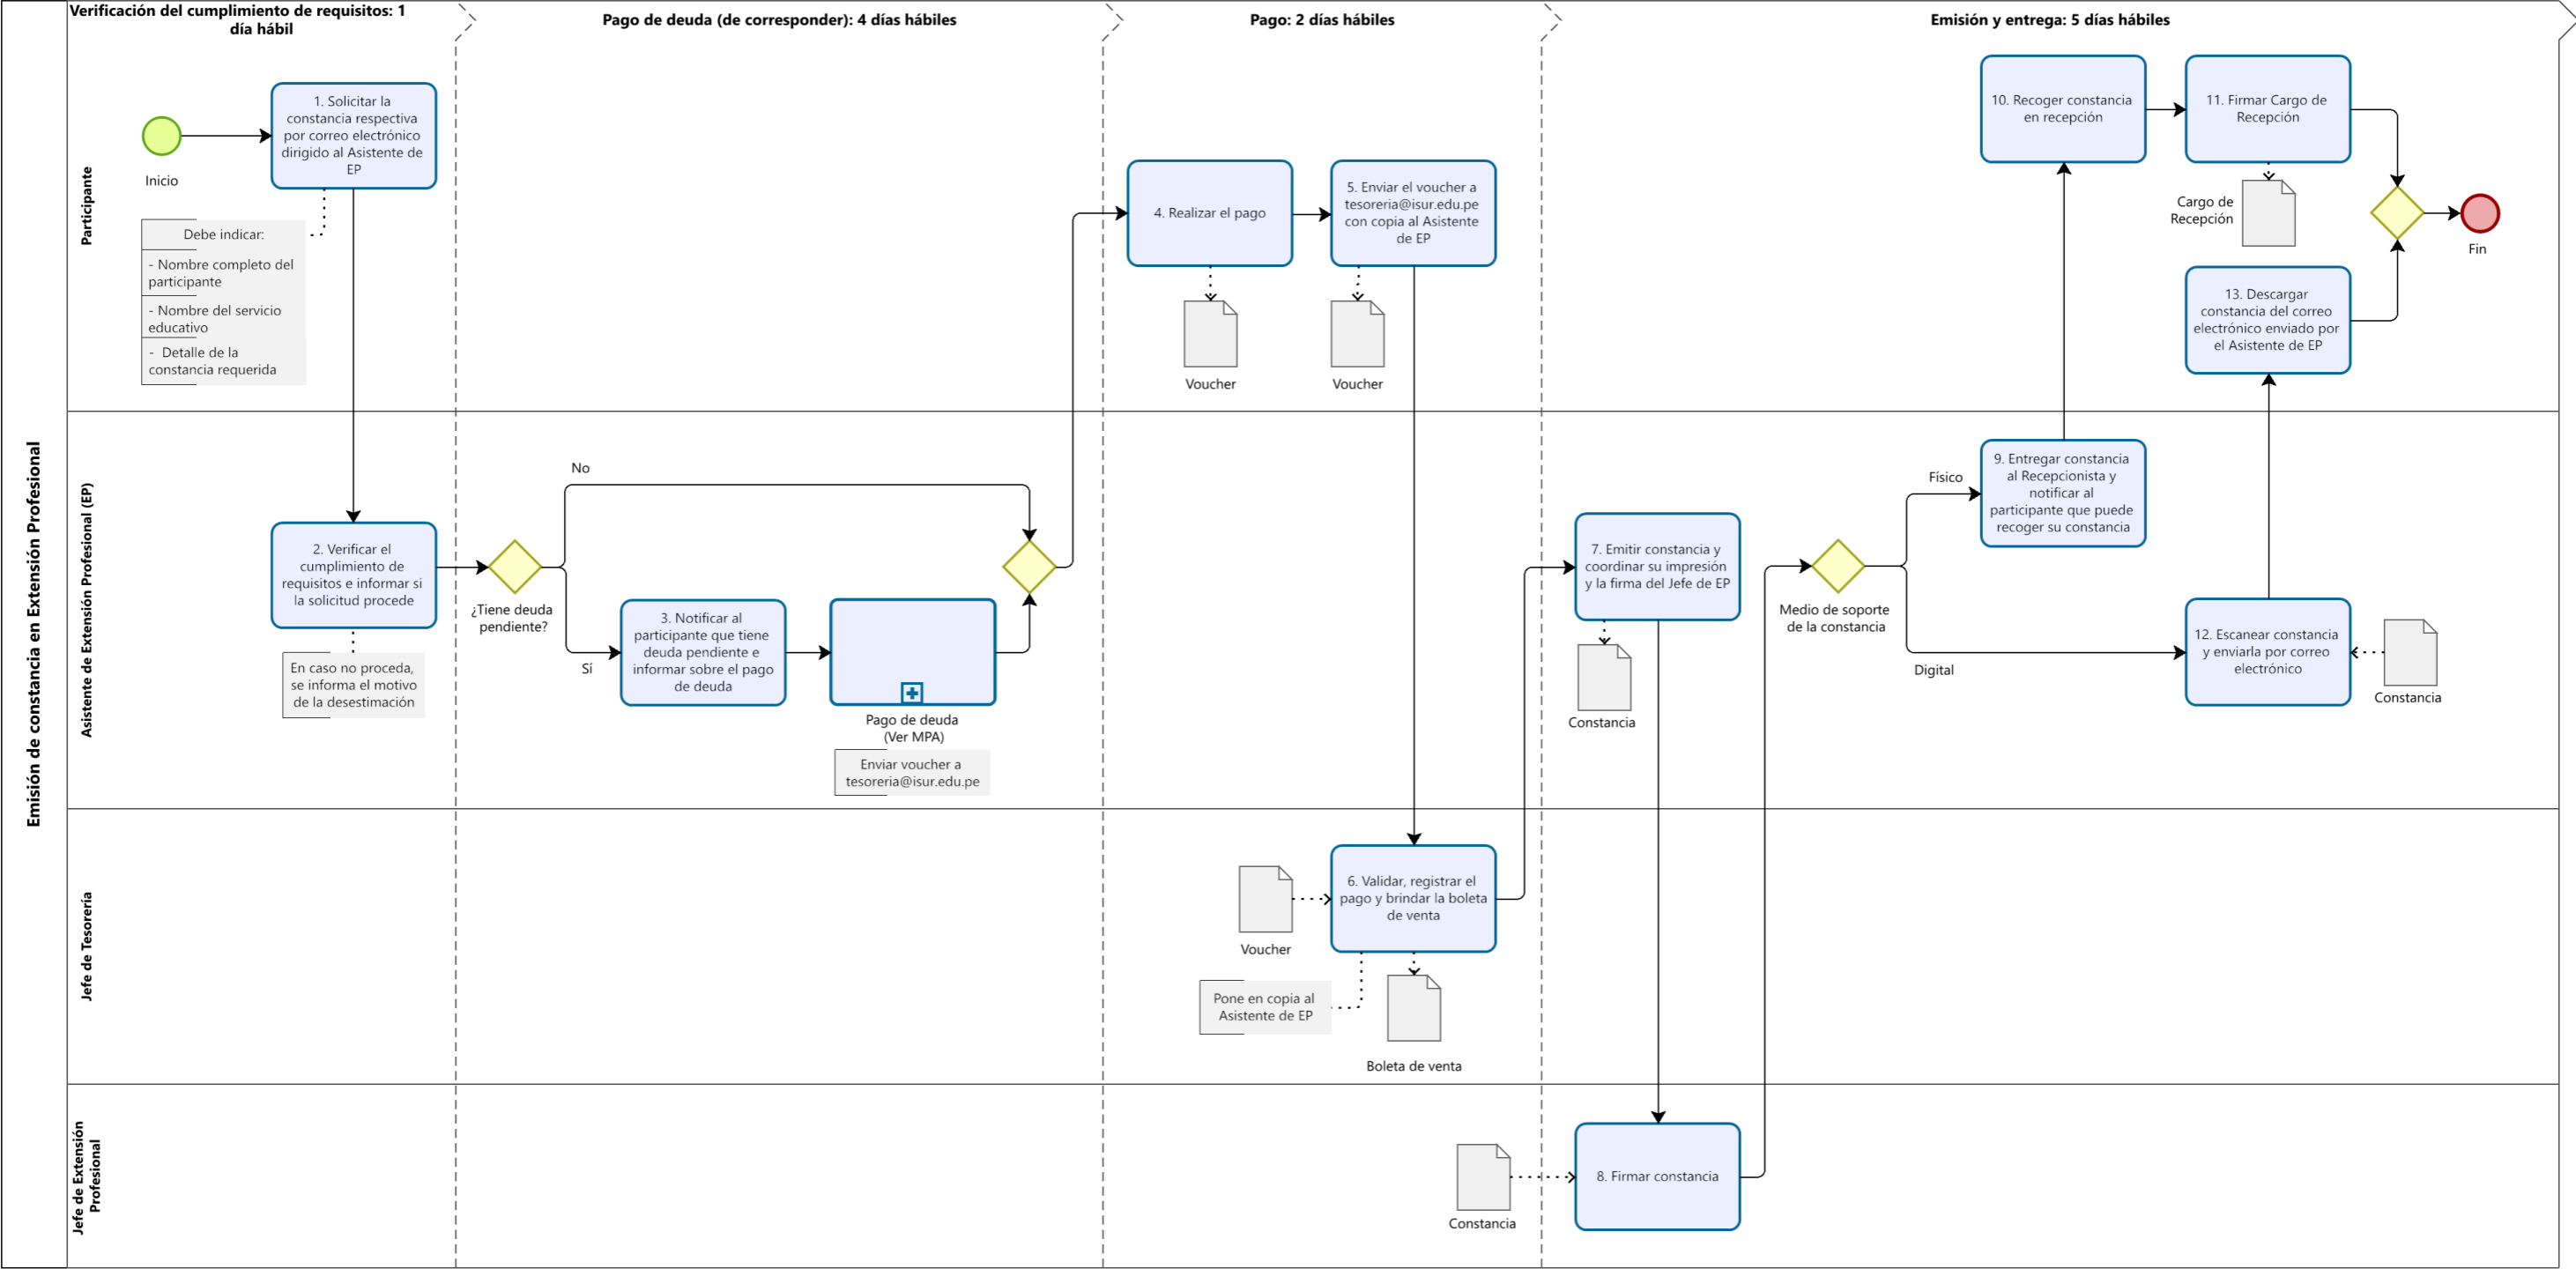 Verificación del cumplimiento de requisitos: 1
día hábil
Pago de deuda (de corresponder): 4 días hábiles
Pago: 2 días hábiles
Emisión y entrega: 5 días hábiles
Emisión de constancia en Extensión Profesional
Participante
Inicio
1. Solicitar la
constancia respectiva
por correo electrónico
dirigido al Asistente de
EP
Debe indicar:
- Nombre completo del
participante
- Nombre del servicio
educativo
- Detalle de la
constancia requerida
4. Realizar el pago
Voucher
5. Enviar el voucher a
tesoreria@isur.edu.pe
con copia al Asistente
de EP
Voucher
10. Recoger constancia
en recepción
11. Firmar Cargo de
Recepción
Cargo de
Recepción
13. Descargar
constancia del correo
electrónico enviado por
el Asistente de EP
Fin
Asistente de Extensión Profesional (EP)
2. Verificar el
cumplimiento de
requisitos e informar si
la solicitud procede
En caso no proceda,
se informa el motivo
de la desestimación
¿Tiene deuda
pendiente?
No
Sí
3. Notificar al
participante que tiene
deuda pendiente e
informar sobre el pago
de deuda
Pago de deuda
(Ver MPA)
Enviar voucher a
tesoreria@isur.edu.pe
7. Emitir constancia y
coordinar su impresión
y la firma del Jefe de EP
Constancia
Medio de soporte
de la constancia
Físico
Digital
9. Entregar constancia
al Recepcionista y
notificar al
participante que puede
recoger su constancia
12. Escanear constancia
y enviarla por correo
electrónico
Constancia
Jefe de Tesorería
Voucher
6. Validar, registrar el
pago y brindar la boleta
de venta
Pone en copia al
Asistente de EP
Boleta de venta
Jefe de Extensión
Profesional
Constancia
8. Firmar constancia